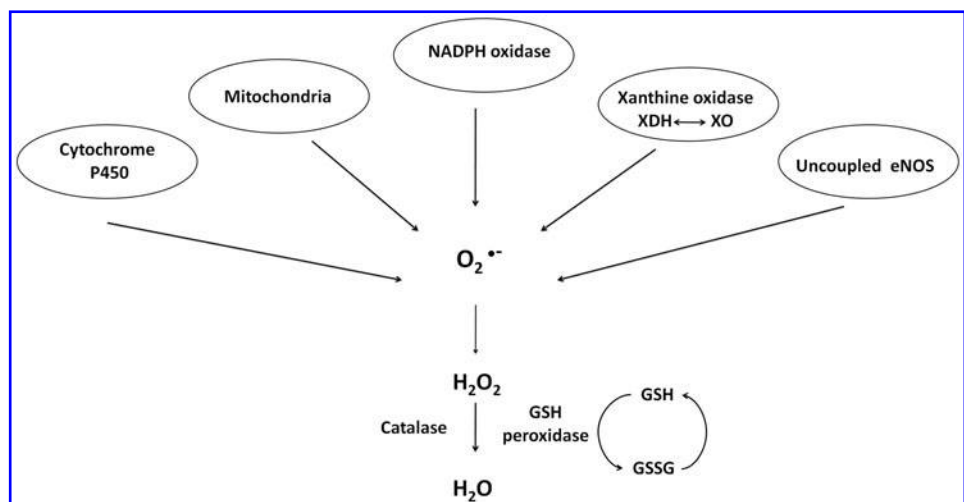 NADPH oxidase
Mitochondria
Xanthine oxidase
XDH⟷XO
Cytochrome
P450
Uncoupled eNOS
O₂•-
H₂O₂
Catalase
GSH
peroxidase
GSH
GSSG
H₂O